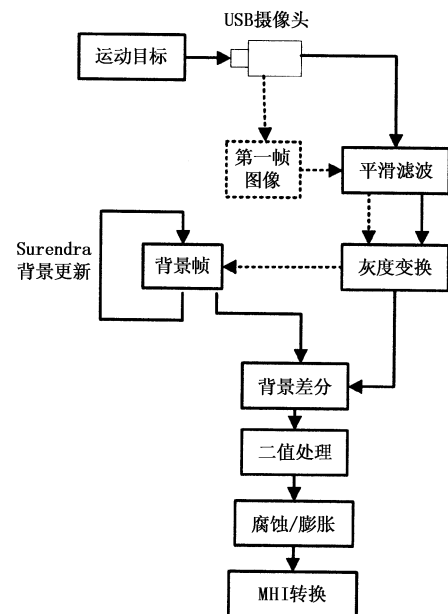 USB摄像头
运动目标
第一帧
图像
平滑滤波
Surendra
背景更新
背景帧
灰度变换
背景差分
二值处理
腐蚀/膨胀
MHI转换